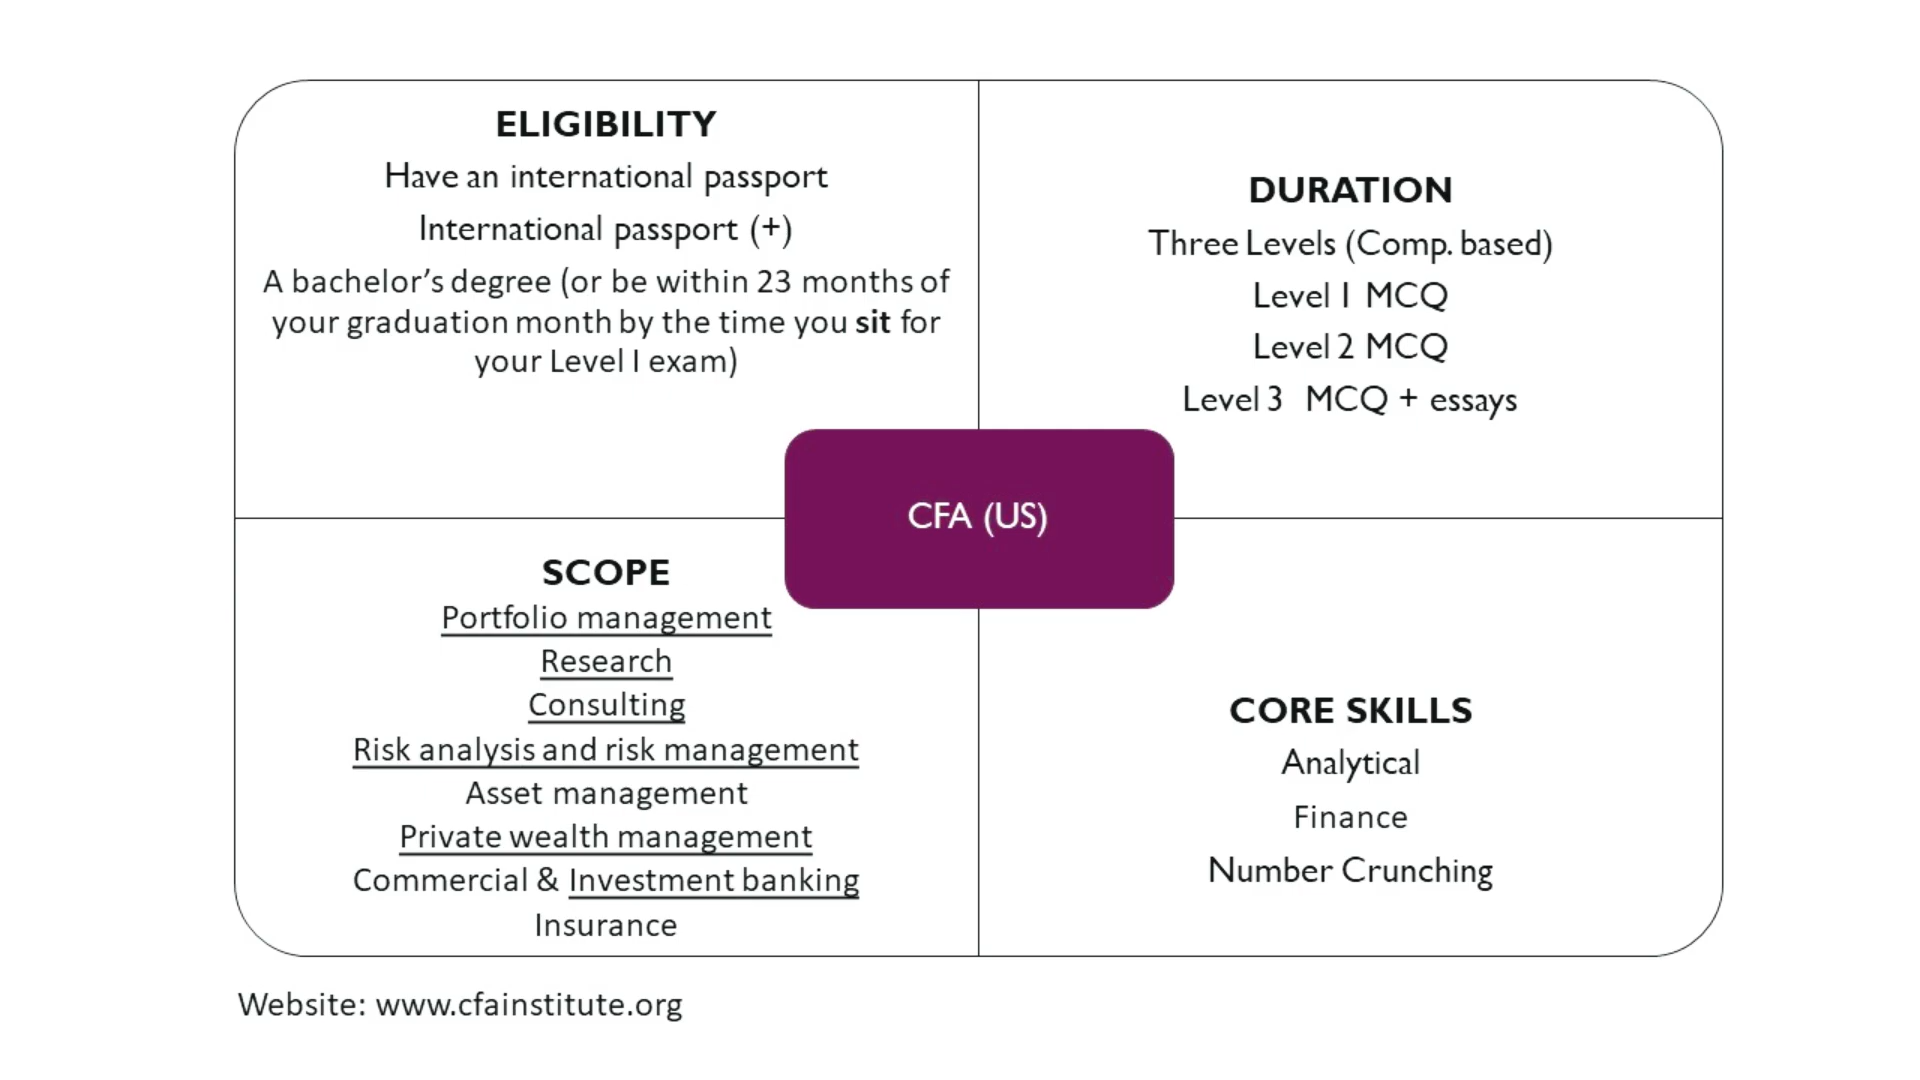 ELIGIBILITY
Have an international passport
International passport (+)
A bachelor’s degree (or be within 23 months of
your graduation month by the time you sit for
your Level I exam)
DURATION
Three Levels (Comp. based)
Level 1 MCQ
Level 2 MCQ
Level 3 MCQ + essays
CFA (US)
SCOPE
Portfolio management
Research
Consulting
Risk analysis and risk management
Asset management
Private wealth management
Commercial & Investment banking
Insurance
CORE SKILLS
Analytical
Finance
Number Crunching
Website: www.cfainstitute.org